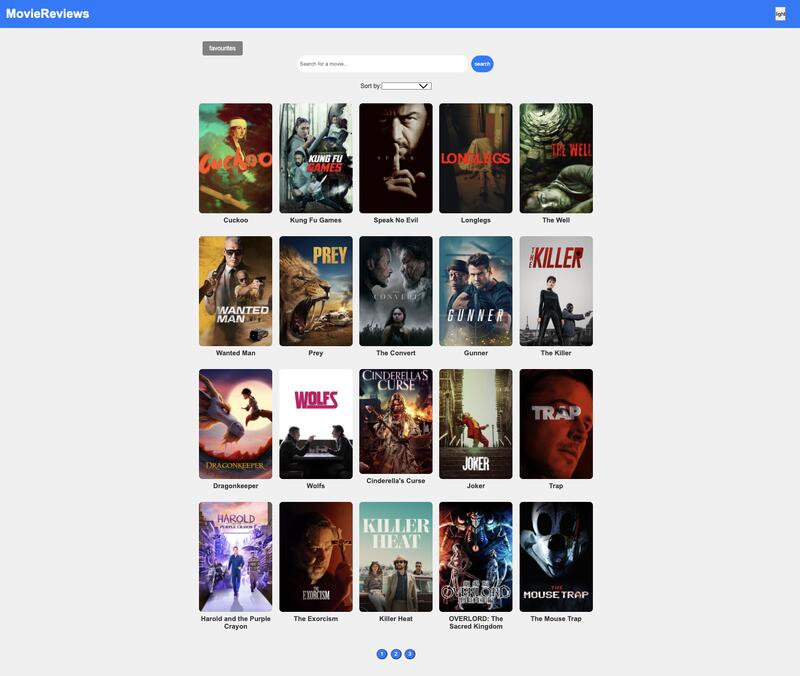 MovieReviews
light
favourites
Search for a movie...
search
Sort by:
CUCKOO
KUNG FU
GAMES
SPEAK
LONGLEGS
THE WELL
Cuckoo
Kung Fu Games
Speak No Evil
Longlegs
The Well
WANTED
MAN
PREY
CONVERT
GUNNER
THE
KILLER
Wanted Man
Prey
The Convert
Gunner
The Killer
DRAGONKEEPER
WOLFS
CINDERELLA'S
CURSE
JOKER
TRAP
Dragonkeeper
Wolfs
Cinderella's Curse
Joker
Trap
HAROLD
PURPLE CRAYON
THE
EXORCISM
KILLER
HEAT
OVERLORD
THE
MOUSE TRAP
Harold and the Purple
Crayon
The Exorcism
Killer Heat
OVERLORD: The
Sacred Kingdom
The Mouse Trap
1 2 3